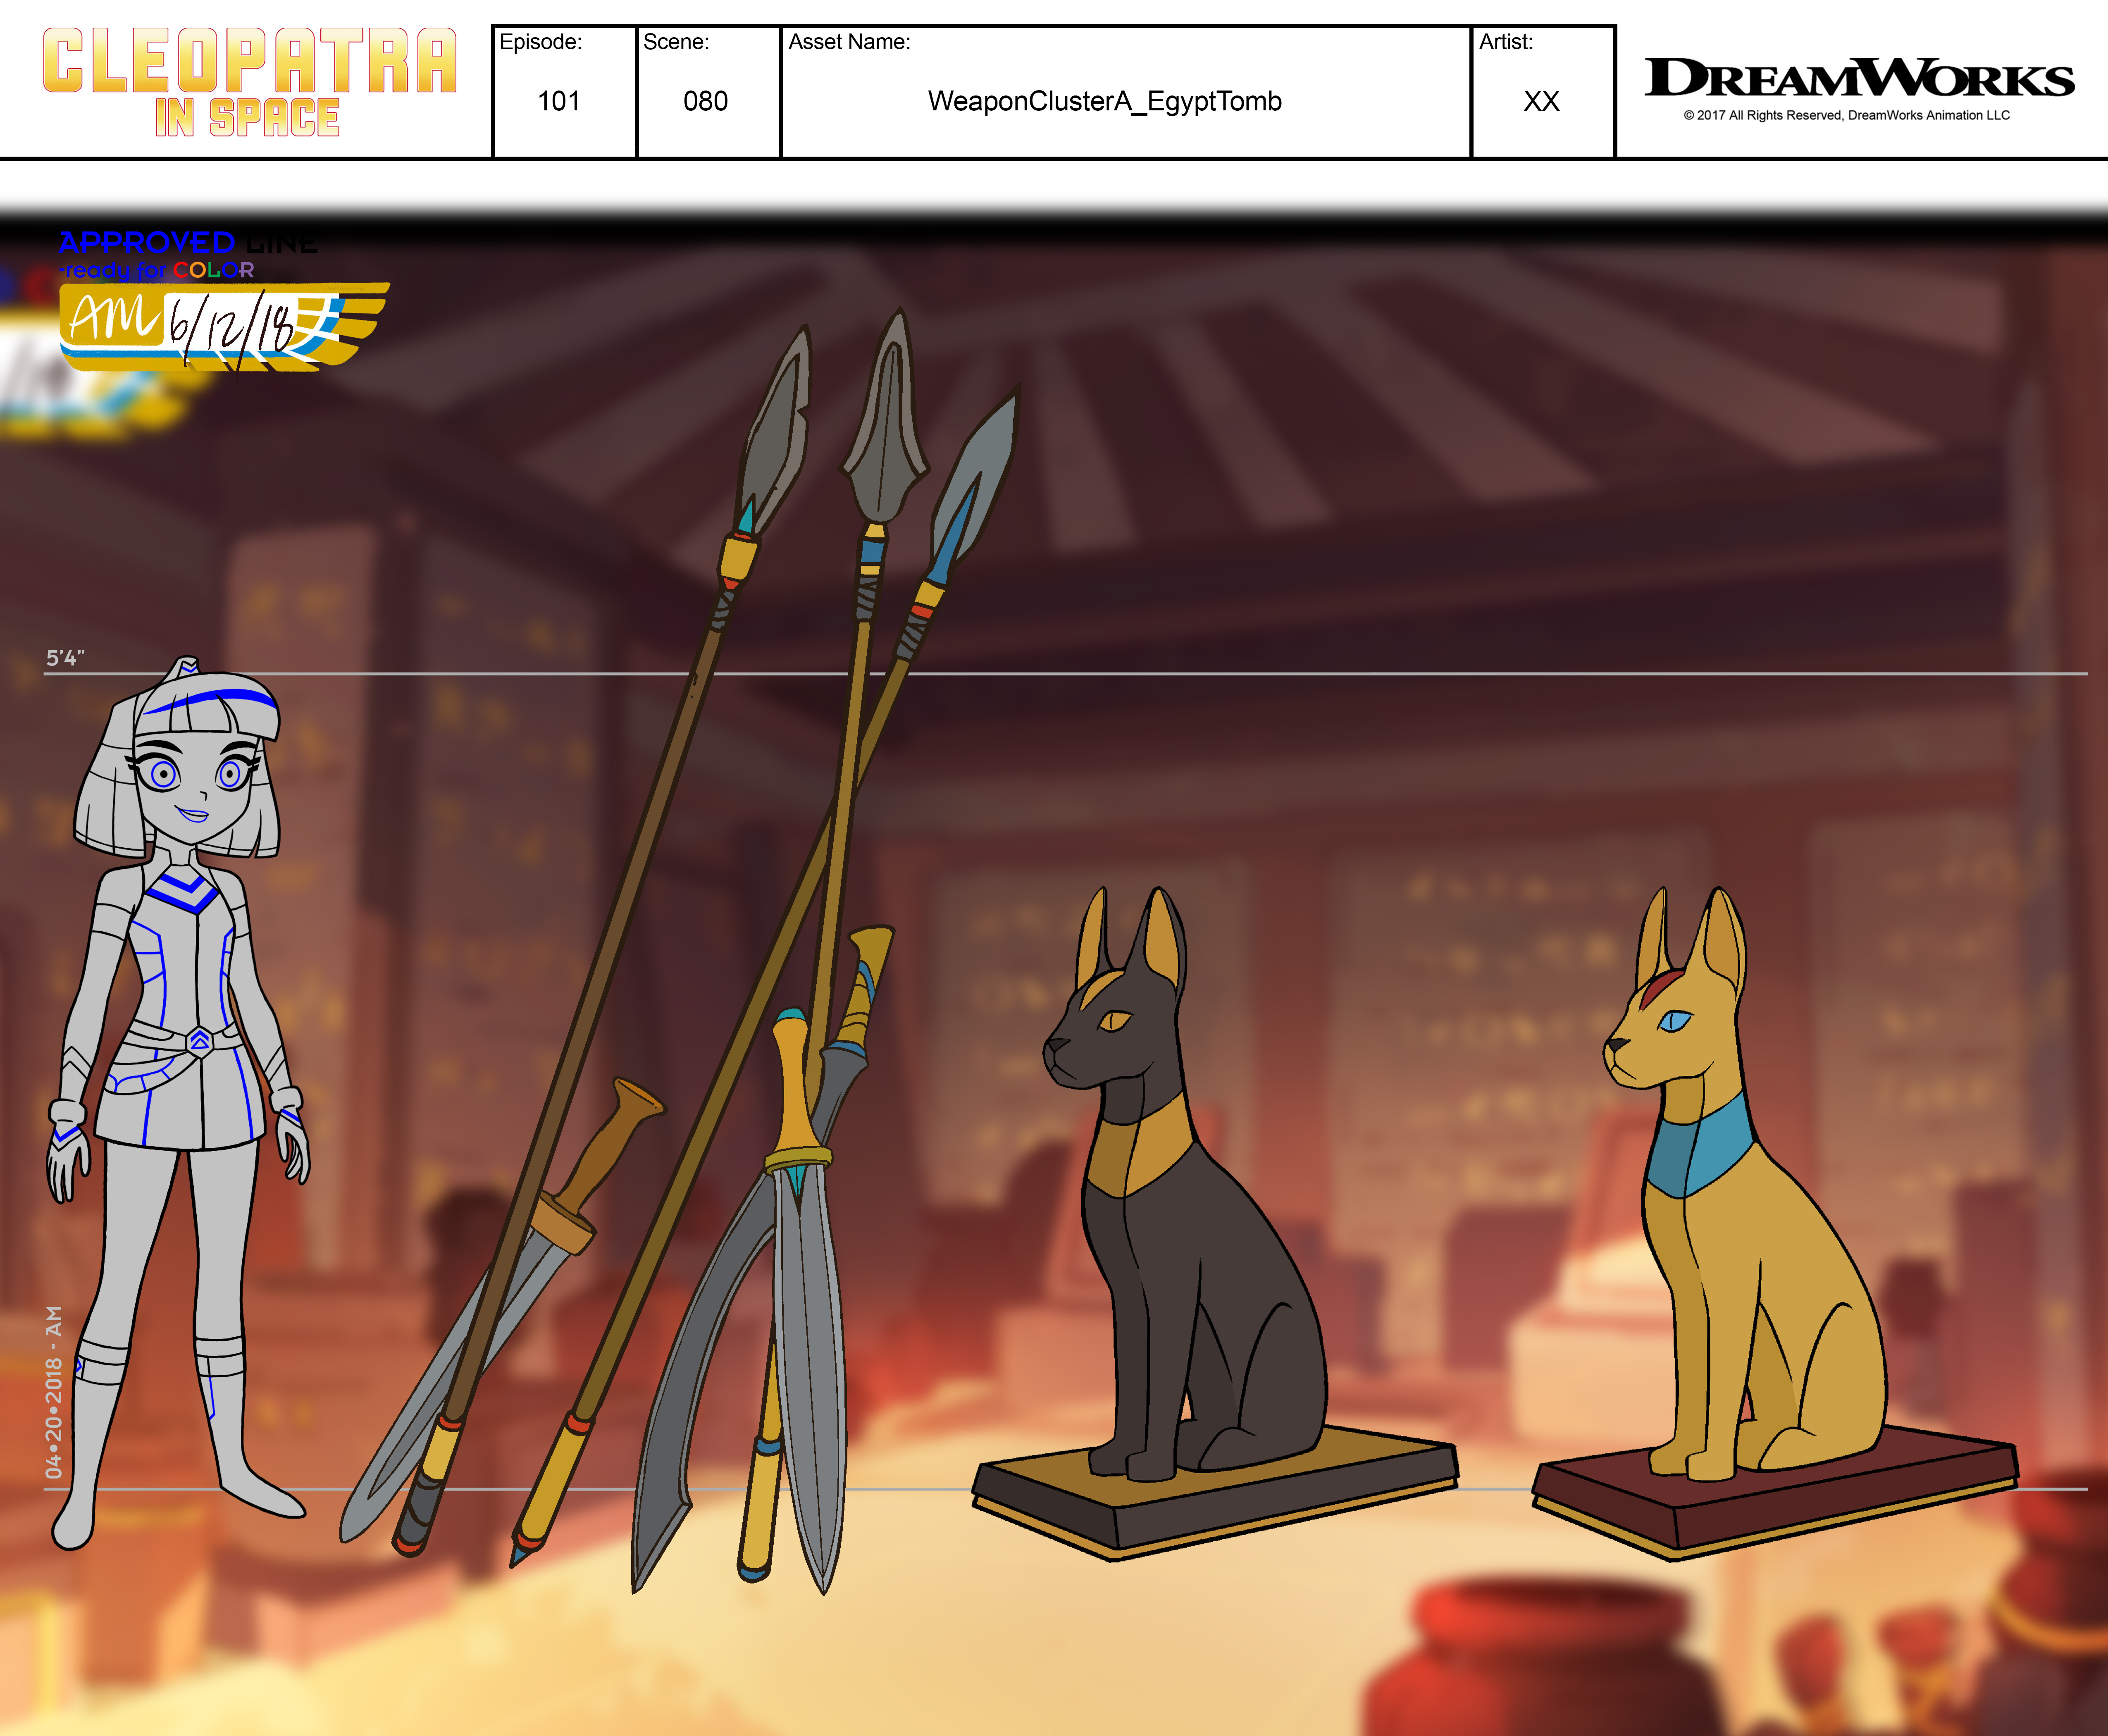 CLEOPATRA
IN SPACE
Episode:
101
Scene:
080
Asset Name:
WeaponClusterA_EgyptTomb
Artist:
XX
DREAMWORKS
© 2017 All Rights Reserved, DreamWorks Animation LLC
APPROVED LINE
-ready for COLOR
AM 6/12/18
5'4"
04•20•2018 - AM